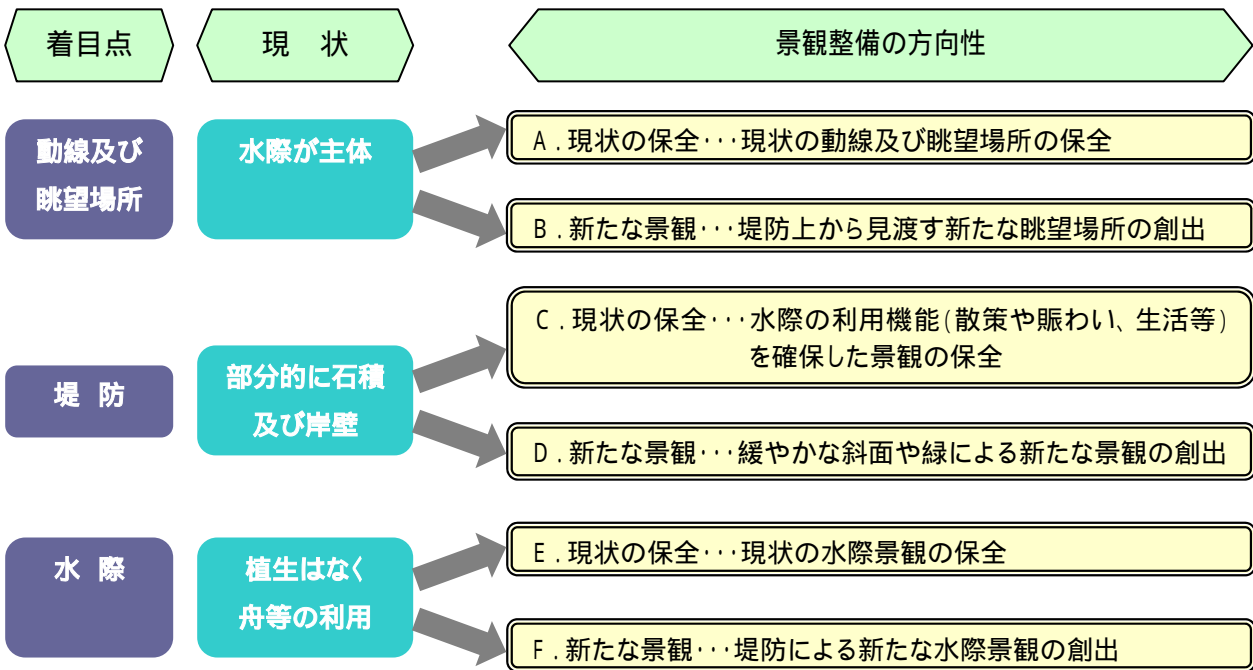 着目点
現 状
景観整備の方向性
動線及び
眺望場所
水際が主体
A．現状の保全･･･現状の動線及び眺望場所の保全
B．新たな景観･･･堤防上から見渡す新たな眺望場所の創出
堤 防
部分的に石積
及び岸壁
C．現状の保全･･･水際の利用機能(散策や賑わい、生活等)
を確保した景観の保全
D．新たな景観･･･緩やかな斜面や緑による新たな景観の創出
水 際
植生はなく
舟等の利用
E．現状の保全･･･現状の水際景観の保全
F．新たな景観･･･堤防による新たな水際景観の創出